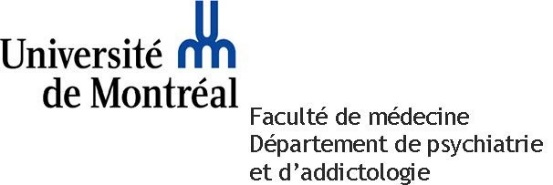 Université
de Montréal
Faculté de médecine
Département de psychiatrie
et d'addictologie